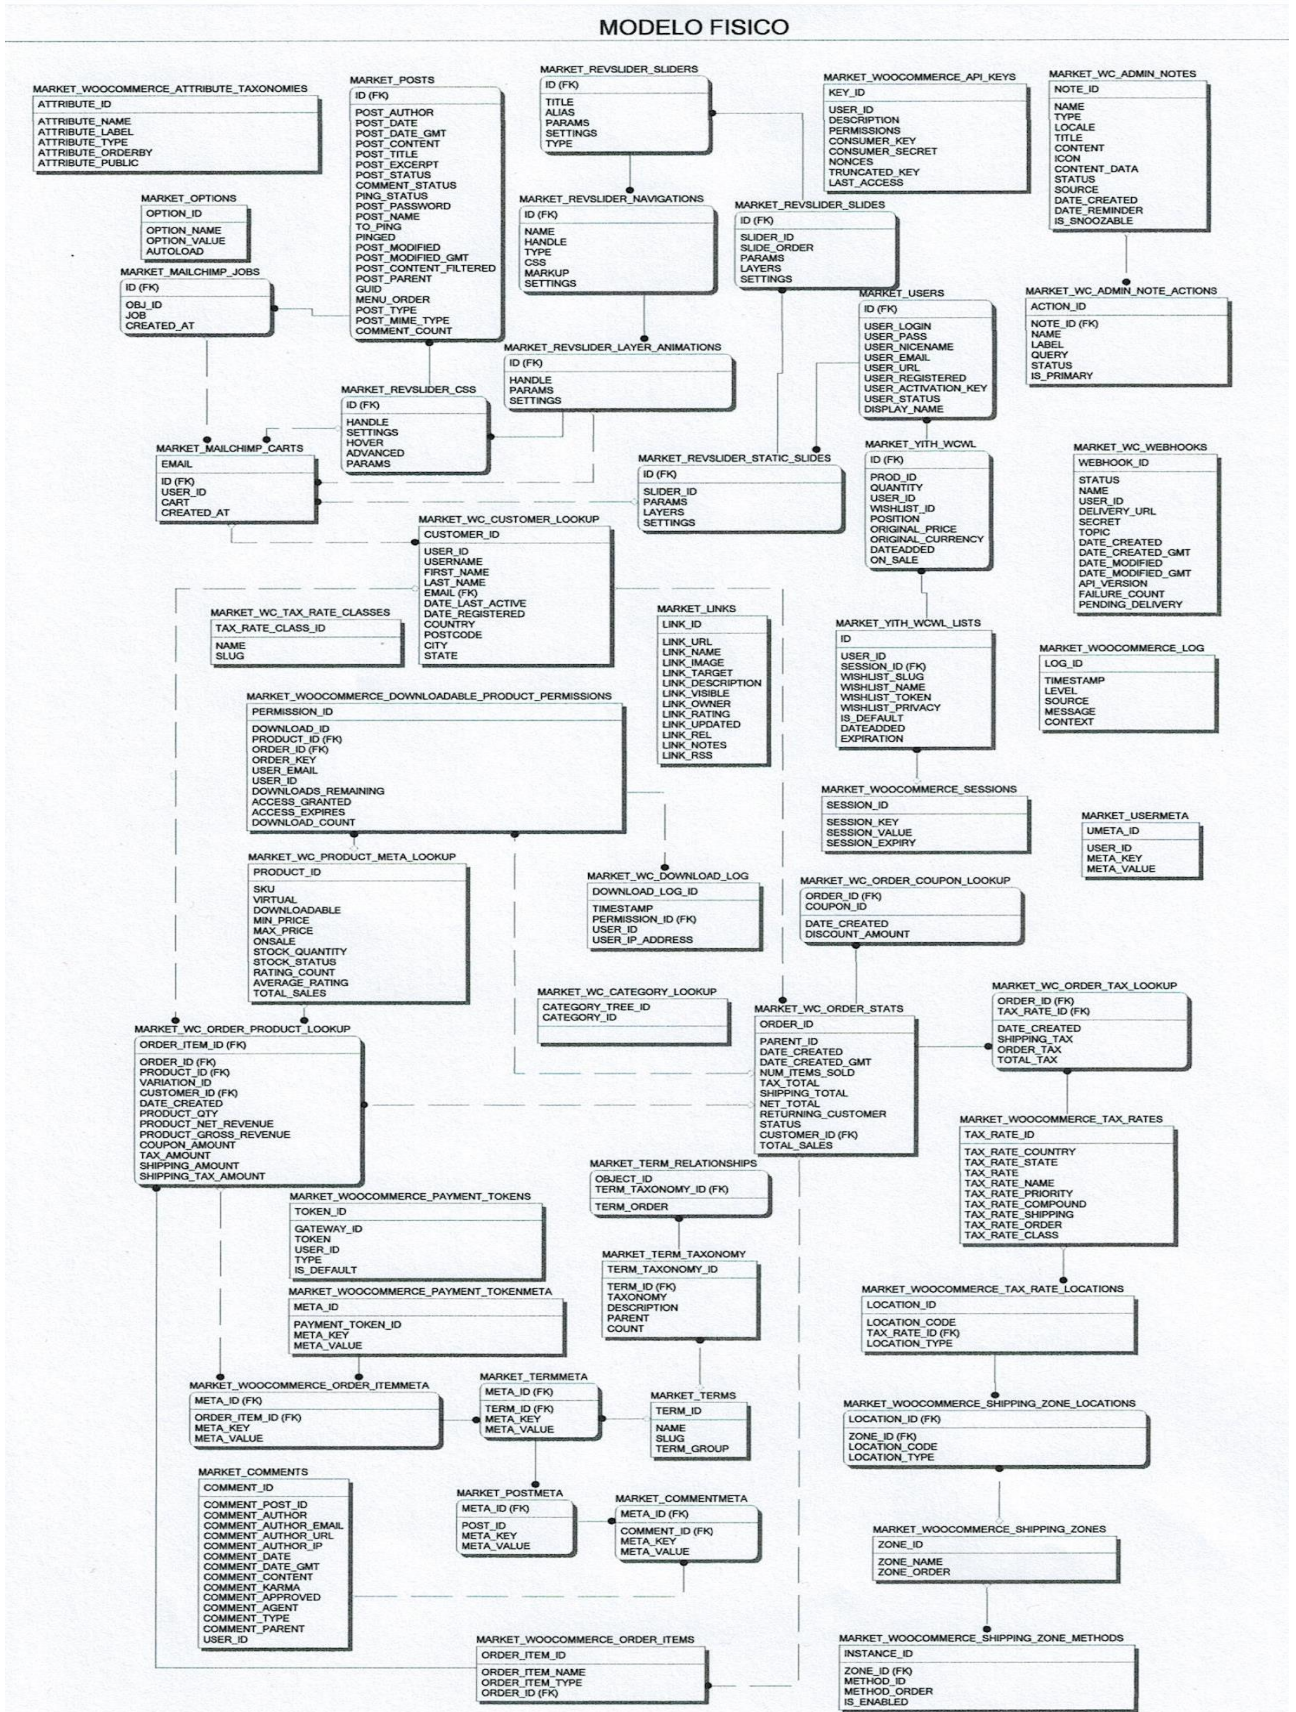 MODELO FISICO
MARKET_WOOCOMMERCE_ATTRIBUTE_TAXONOMIES
ATTRIBUTE_ID
ATTRIBUTE_NAME
ATTRIBUTE_LABEL
ATTRIBUTE_TYPE
ATTRIBUTE_ORDERBY
ATTRIBUTE_PUBLIC
MARKET_POSTS
ID (FK)
POST_AUTHOR
POST_DATE
POST_DATE_GMT
POST_CONTENT
POST_TITLE
POST_EXCERPT
POST_STATUS
COMMENT_STATUS
PING_STATUS
POST_PASSWORD
POST_NAME
TO_PING
PINGED
POST_MODIFIED
POST_MODIFIED_GMT
POST_CONTENT_FILTERED
POST_PARENT
GUID
MENU_ORDER
POST_TYPE
POST_MIME_TYPE
COMMENT_COUNT
MARKET_REVSLIDER_SLIDERS
ID (FK)
TITLE
ALIAS
PARAMS
SETTINGS
TYPE
MARKET_WOOCOMMERCE_API_KEYS
KEY_ID
USER_ID
DESCRIPTION
PERMISSIONS
CONSUMER_KEY
CONSUMER_SECRET
NONCES
TRUNCATED_KEY
LAST_ACCESS
MARKET_WC_ADMIN_NOTES
NOTE_ID
NAME
TYPE
LOCALE
TITLE
CONTENT
ICON
CONTENT_DATA
STATUS
SOURCE
DATE_CREATED
DATE_REMINDER
IS_SNOOZABLE
MARKET_OPTIONS
OPTION_ID
OPTION_NAME
OPTION_VALUE
AUTOLOAD
MARKET_REVSLIDER_NAVIGATIONS
ID (FK)
NAME
HANDLE
TYPE
CSS
MARKUP
SETTINGS
MARKET_REVSLIDER_SLIDES
ID (FK)
SLIDER_ID
SLIDE_ORDER
PARAMS
LAYERS
SETTINGS
MARKET_MAILCHIMP_JOBS
ID (FK)
OBJ_ID
JOB
CREATED_AT
MARKET_USERS
ID (FK)
USER_LOGIN
USER_PASS
USER_NICENAME
USER_EMAIL
USER_URL
USER_REGISTERED
USER_ACTIVATION_KEY
USER_STATUS
DISPLAY_NAME
MARKET_WC_ADMIN_NOTE_ACTIONS
ACTION_ID
NOTE_ID (FK)
NAME
LABEL
QUERY
STATUS
IS_PRIMARY
MARKET_REVSLIDER_LAYER_ANIMATIONS
ID (FK)
HANDLE
PARAMS
SETTINGS
MARKET_REVSLIDER_CSS
ID (FK)
HANDLE
SETTINGS
HOVER
ADVANCED
PARAMS
MARKET_MAILCHIMP_CARTS
EMAIL
ID (FK)
USER_ID
CART
CREATED_AT
MARKET_REVSLIDER_STATIC_SLIDES
ID (FK)
SLIDER_ID
PARAMS
LAYERS
SETTINGS
MARKET_YITH_WCWL
ID (FK)
PROD_ID
QUANTITY
USER_ID
WISHLIST_ID
POSITION
ORIGINAL_PRICE
ORIGINAL_CURRENCY
DATEADDED
ON_SALE
MARKET_WC_WEBHOOKS
WEBHOOK_ID
STATUS
NAME
USER_ID
DELIVERY_URL
SECRET
TOPIC
DATE_CREATED
DATE_CREATED_GMT
DATE_MODIFIED
DATE_MODIFIED_GMT
API_VERSION
FAILURE_COUNT
PENDING_DELIVERY
MARKET_WC_CUSTOMER_LOOKUP
CUSTOMER_ID
USER_ID
USERNAME
FIRST_NAME
LAST_NAME
EMAIL (FK)
DATE_LAST_ACTIVE
DATE_REGISTERED
COUNTRY
POSTCODE
CITY
STATE
MARKET_WC_TAX_RATE_CLASSES
TAX_RATE_CLASS_ID
NAME
SLUG
MARKET_LINKS
LINK_ID
LINK_URL
LINK_NAME
LINK_IMAGE
LINK_TARGET
LINK_DESCRIPTION
LINK_VISIBLE
LINK_OWNER
LINK_RATING
LINK_UPDATED
LINK_REL
LINK_NOTES
LINK_RSS
MARKET_YITH_WCWL_LISTS
ID
USER_ID
SESSION_ID (FK)
WISHLIST_SLUG
WISHLIST_NAME
WISHLIST_TOKEN
WISHLIST_PRIVACY
IS_DEFAULT
DATEADDED
EXPIRATION
MARKET_WOOCOMMERCE_LOG
LOG_ID
TIMESTAMP
LEVEL
SOURCE
MESSAGE
CONTEXT
MARKET_WOOCOMMERCE_DOWNLOADABLE_PRODUCT_PERMISSIONS
PERMISSION_ID
DOWNLOAD_ID
PRODUCT_ID (FK)
ORDER_ID (FK)
ORDER_KEY
USER_EMAIL
USER_ID
DOWNLOADS_REMAINING
ACCESS_GRANTED
ACCESS_EXPIRES
DOWNLOAD_COUNT
MARKET_WOOCOMMERCE_SESSIONS
SESSION_ID
SESSION_KEY
SESSION_VALUE
SESSION_EXPIRY
MARKET_USERMETA
UMETA_ID
USER_ID
META_KEY
META_VALUE
MARKET_WC_PRODUCT_META_LOOKUP
PRODUCT_ID
SKU
VIRTUAL
DOWNLOADABLE
MIN_PRICE
MAX_PRICE
ONSALE
STOCK_QUANTITY
STOCK_STATUS
RATING_COUNT
AVERAGE_RATING
TOTAL_SALES
MARKET_WC_DOWNLOAD_LOG
DOWNLOAD_LOG_ID
TIMESTAMP
PERMISSION_ID (FK)
USER_ID
USER_IP_ADDRESS
MARKET_WC_ORDER_COUPON_LOOKUP
ORDER_ID (FK)
COUPON_ID
DATE_CREATED
DISCOUNT_AMOUNT
MARKET_WC_CATEGORY_LOOKUP
CATEGORY_TREE_ID
CATEGORY_ID
MARKET_WC_ORDER_STATS
ORDER_ID
PARENT_ID
DATE_CREATED
DATE_CREATED_GMT
NUM_ITEMS_SOLD
TAX_TOTAL
SHIPPING_TOTAL
NET_TOTAL
RETURNING_CUSTOMER
STATUS
CUSTOMER_ID (FK)
TOTAL_SALES
MARKET_WC_ORDER_TAX_LOOKUP
ORDER_ID (FK)
TAX_RATE_ID (FK)
DATE_CREATED
SHIPPING_TAX
ORDER_TAX
TOTAL_TAX
MARKET_WC_ORDER_PRODUCT_LOOKUP
ORDER_ITEM_ID (FK)
ORDER_ID (FK)
PRODUCT_ID (FK)
VARIATION_ID
CUSTOMER_ID (FK)
DATE_CREATED
PRODUCT_QTY
PRODUCT_NET_REVENUE
PRODUCT_GROSS_REVENUE
COUPON_AMOUNT
TAX_AMOUNT
SHIPPING_AMOUNT
SHIPPING_TAX_AMOUNT
MARKET_WOOCOMMERCE_TAX_RATES
TAX_RATE_ID
TAX_RATE_COUNTRY
TAX_RATE_STATE
TAX_RATE
TAX_RATE_NAME
TAX_RATE_PRIORITY
TAX_RATE_COMPOUND
TAX_RATE_SHIPPING
TAX_RATE_ORDER
TAX_RATE_CLASS
MARKET_TERM_RELATIONSHIPS
OBJECT_ID
TERM_TAXONOMY_ID (FK)
TERM_ORDER
MARKET_WOOCOMMERCE_PAYMENT_TOKENS
TOKEN_ID
GATEWAY_ID
TOKEN
USER_ID
TYPE
IS_DEFAULT
MARKET_TERM_TAXONOMY
TERM_TAXONOMY_ID
TERM_ID (FK)
TAXONOMY
DESCRIPTION
PARENT
COUNT
MARKET_WOOCOMMERCE_PAYMENT_TOKENMETA
META_ID
PAYMENT_TOKEN_ID
META_KEY
META_VALUE
MARKET_WOOCOMMERCE_TAX_RATE_LOCATIONS
LOCATION_ID
LOCATION_CODE
TAX_RATE_ID (FK)
LOCATION_TYPE
MARKET_WOOCOMMERCE_ORDER_ITEMMETA
META_ID (FK)
ORDER_ITEM_ID (FK)
META_KEY
META_VALUE
MARKET_TERMMETA
META_ID (FK)
TERM_ID (FK)
META_KEY
META_VALUE
MARKET_TERMS
TERM_ID
NAME
SLUG
TERM_GROUP
MARKET_WOOCOMMERCE_SHIPPING_ZONE_LOCATIONS
LOCATION_ID (FK)
ZONE_ID (FK)
LOCATION_CODE
LOCATION_TYPE
MARKET_COMMENTS
COMMENT_ID
COMMENT_POST_ID
COMMENT_AUTHOR
COMMENT_AUTHOR_EMAIL
COMMENT_AUTHOR_URL
COMMENT_AUTHOR_IP
COMMENT_DATE
COMMENT_DATE_GMT
COMMENT_CONTENT
COMMENT_KARMA
COMMENT_APPROVED
COMMENT_AGENT
COMMENT_TYPE
COMMENT_PARENT
USER_ID
MARKET_POSTMETA
META_ID (FK)
POST_ID
META_KEY
META_VALUE
MARKET_COMMENTMETA
META_ID (FK)
COMMENT_ID (FK)
META_KEY
META_VALUE
MARKET_WOOCOMMERCE_SHIPPING_ZONES
ZONE_ID
ZONE_NAME
ZONE_ORDER
MARKET_WOOCOMMERCE_ORDER_ITEMS
ORDER_ITEM_ID
ORDER_ITEM_NAME
ORDER_ITEM_TYPE
ORDER_ID (FK)
MARKET_WOOCOMMERCE_SHIPPING_ZONE_METHODS
INSTANCE_ID
ZONE_ID (FK)
METHOD_ID
METHOD_ORDER
IS_ENABLED